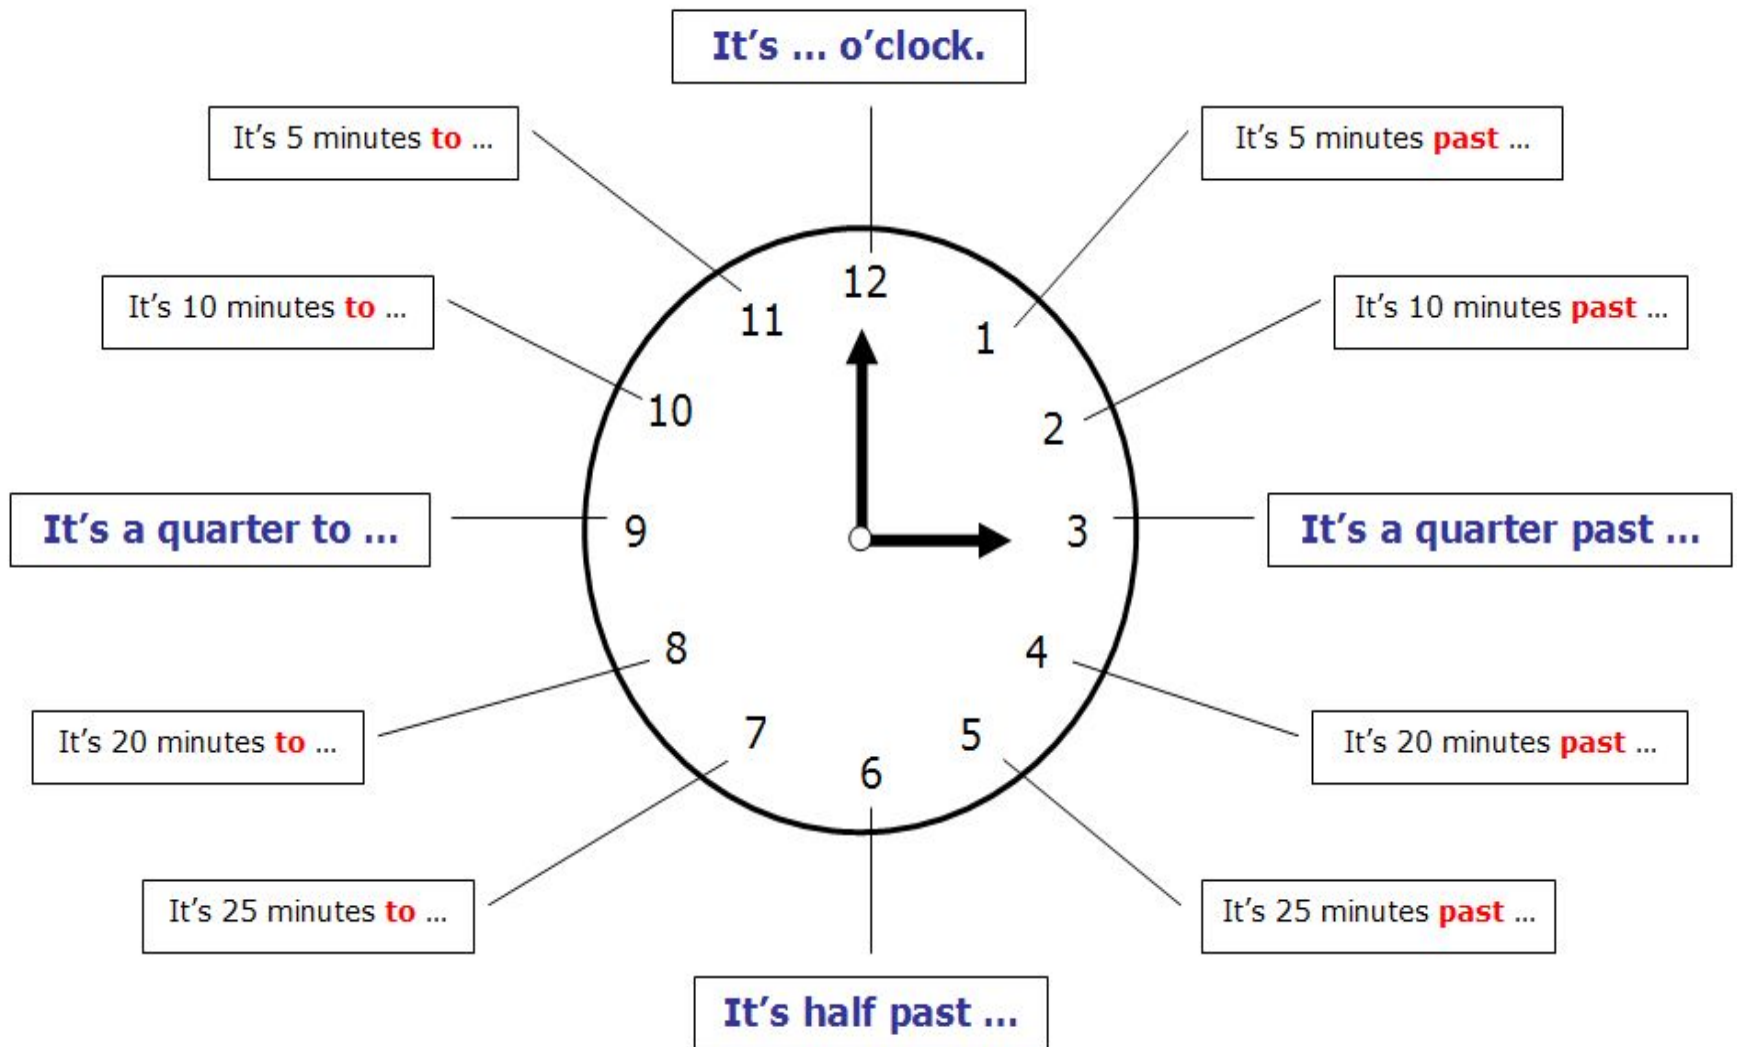 It’s ... o’clock.
It’s 5 minutes to ...
It’s 5 minutes past ...
It’s 10 minutes to ...
It’s 10 minutes past ...
12
11
1
10
2
It’s a quarter to ...
9
3
It’s a quarter past ...
8
4
It’s 20 minutes to ...
7
5
It’s 20 minutes past ...
6
It’s 25 minutes to ...
It’s 25 minutes past ...
It’s half past ...